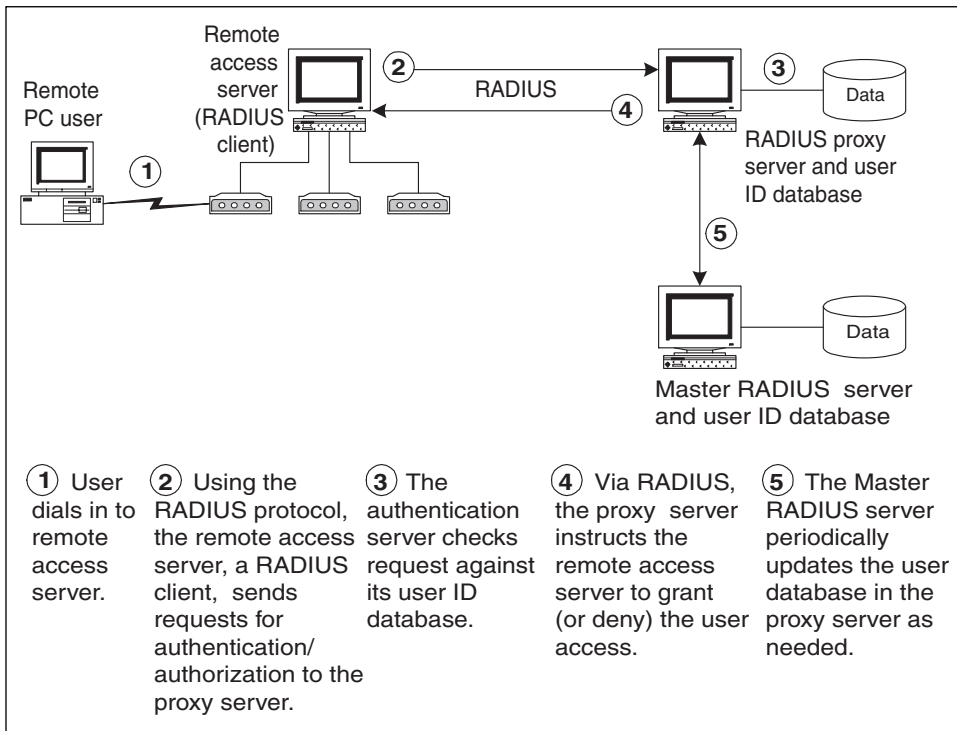 Remote
access
server
(RADIUS
client)
Remote
PC user
1
2
RADIUS
4
3
Data
RADIUS proxy
server and user
ID database
5
Data
Master RADIUS server
and user ID database
1 User
dials in to
remote
access
server.
2 Using the
RADIUS protocol,
the remote access
server, a RADIUS
client, sends
requests for
authentication/
authorization to the
proxy server.
3 The
authentication
server checks
request against
its user ID
database.
4 Via RADIUS,
the proxy server
instructs the
remote access
server to grant
(or deny) the user
access.
5 The Master
RADIUS server
periodically
updates the user
database in the
proxy server as
needed.